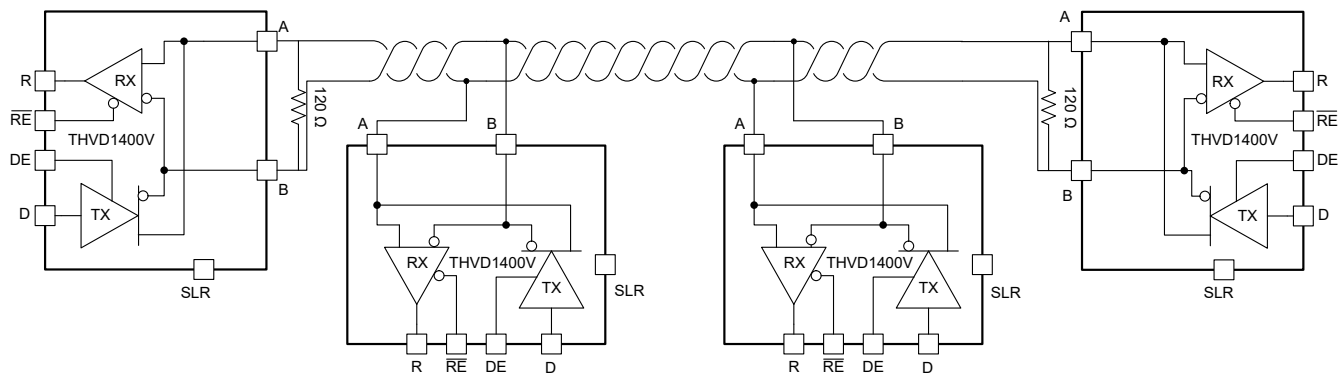 A
R
RX
RE
THVD1400V
DE
D
TX
B
SLR
120 Ω
A
B
RX
THVD1400V
TX
SLR
R
RE
DE
D
A
B
RX
THVD1400V
TX
SLR
R
RE
DE
D
120 Ω
A
RX
R
RE
THVD1400V
DE
B
TX
D
SLR